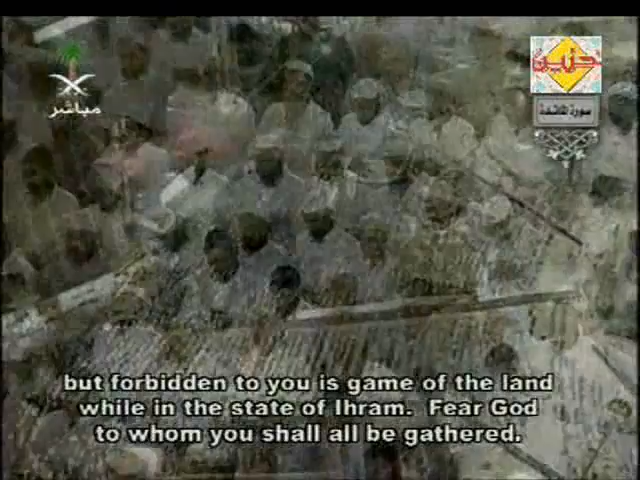 حزين
مباشر
سورة المائدة
but forbidden to you is game of the land
while in the state of Ihram. Fear God
to whom you shall all be gathered.